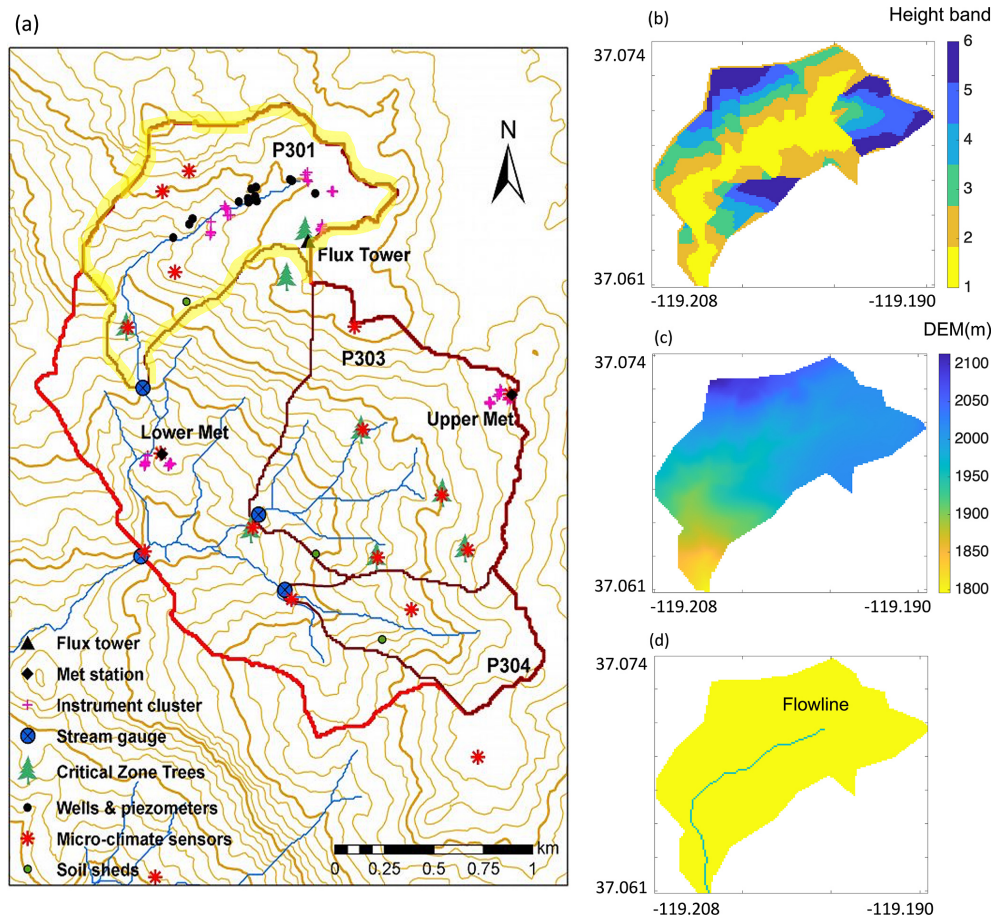 (a)
N
P301
Flux Tower
P303
Upper Met
Lower Met
P304
Flux tower
Met station
Instrument cluster
Stream gauge
Critical Zone Trees
Wells & piezometers
Micro-climate sensors
Soil sheds
km
0 0.25 0.5 0.75 1
(b)
Height band
37.074
37.061
-119.208 -119.190
6
5
4
3
2
1
(c)
DEM(m)
37.074
37.061
-119.208 -119.190
2100
2050
2000
1950
1900
1850
1800
(d)
37.074
Flowline
37.061
-119.208 -119.190